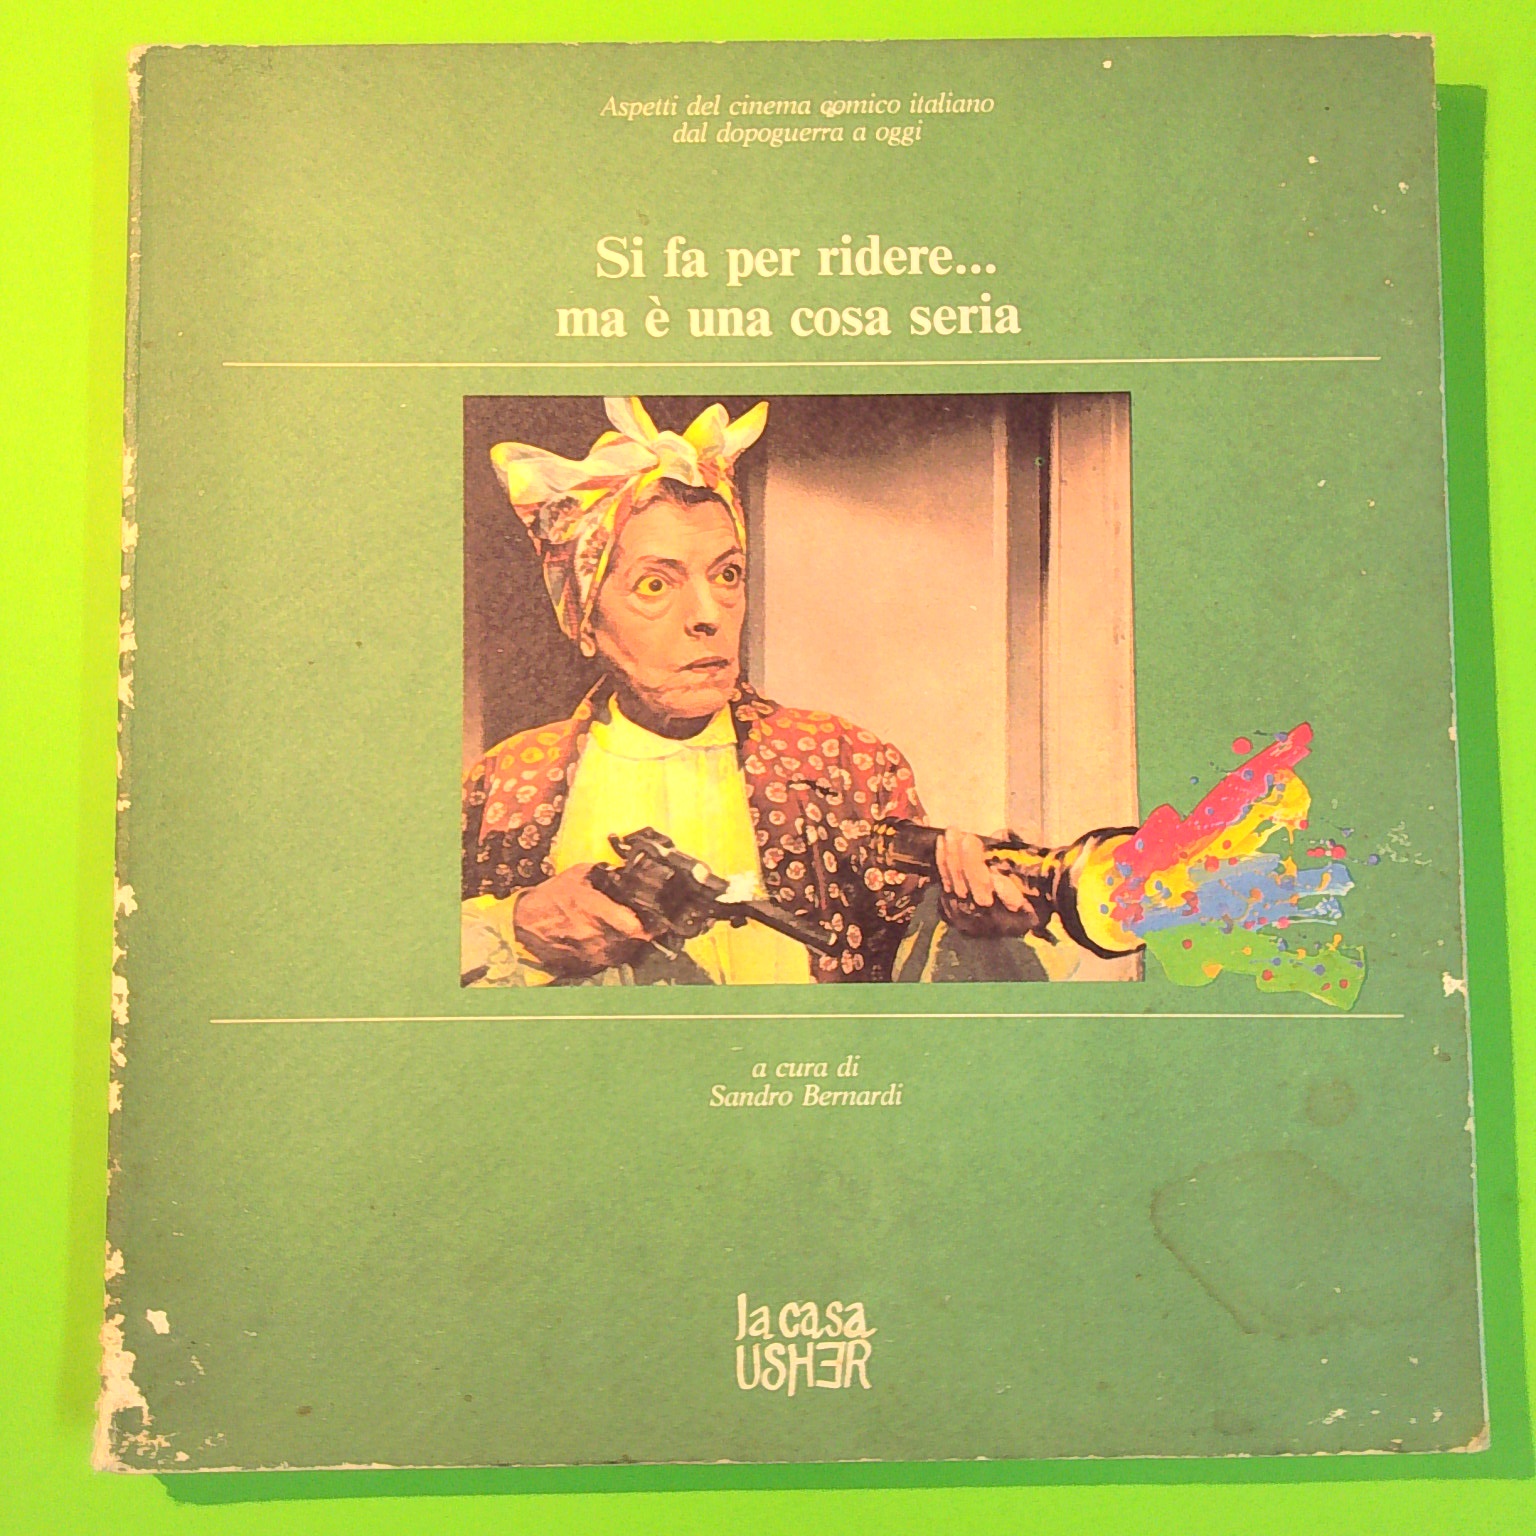 Aspetti del cinema comico italiano
dal dopoguerra a oggi
Si fa per ridere...
ma è una cosa seria
a cura di
Sandro Bernardi
la casa
USHER